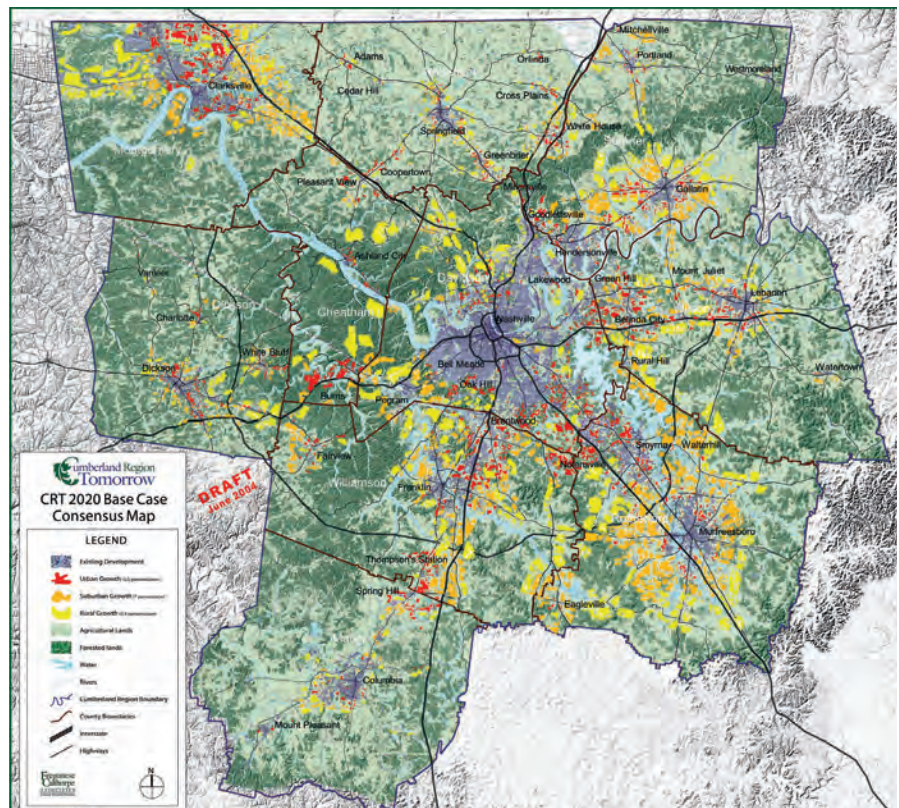 Mitchellville
Portland
Adams
Orlinda
Westmoreland
Cedar Hill
Clarksville
Cross Plains
Springfield
White House
Greenbrier
Coopertown
Pleasant View
Millersville
Gallatin
Goodlettsville
Hendersonville
Ashland City
Lakewood
Green Hill
Mount Juliet
Vanleer
Lebanon
Dickson
Charlotte
Cheatham
Nashville
Belinda City
White Bluff
Bell Meade
Rural Hill
Watertown
Dickson
Oak Hill
Burns
Pegram
Brentwood
Smyrna
Walterhill
Fairview
Nolensville
Williamson
Franklin
Murfreesboro
Thompson's Station
Spring Hill
Eagleville
Columbia
Mount Pleasant
DRAFT
June 2004
Cumberland Region
Tomorrow
CRT 2020 Base Case
Consensus Map
LEGEND
Existing Development
Urban Growth
Suburban Growth
Rural Growth
Agricultural Lands
Forested lands
Water
Rivers
Cumberland Region Boundary
County Boundaries
Interstate
Highways
Fregonese
Calthorpe
ASSOCIATES
N